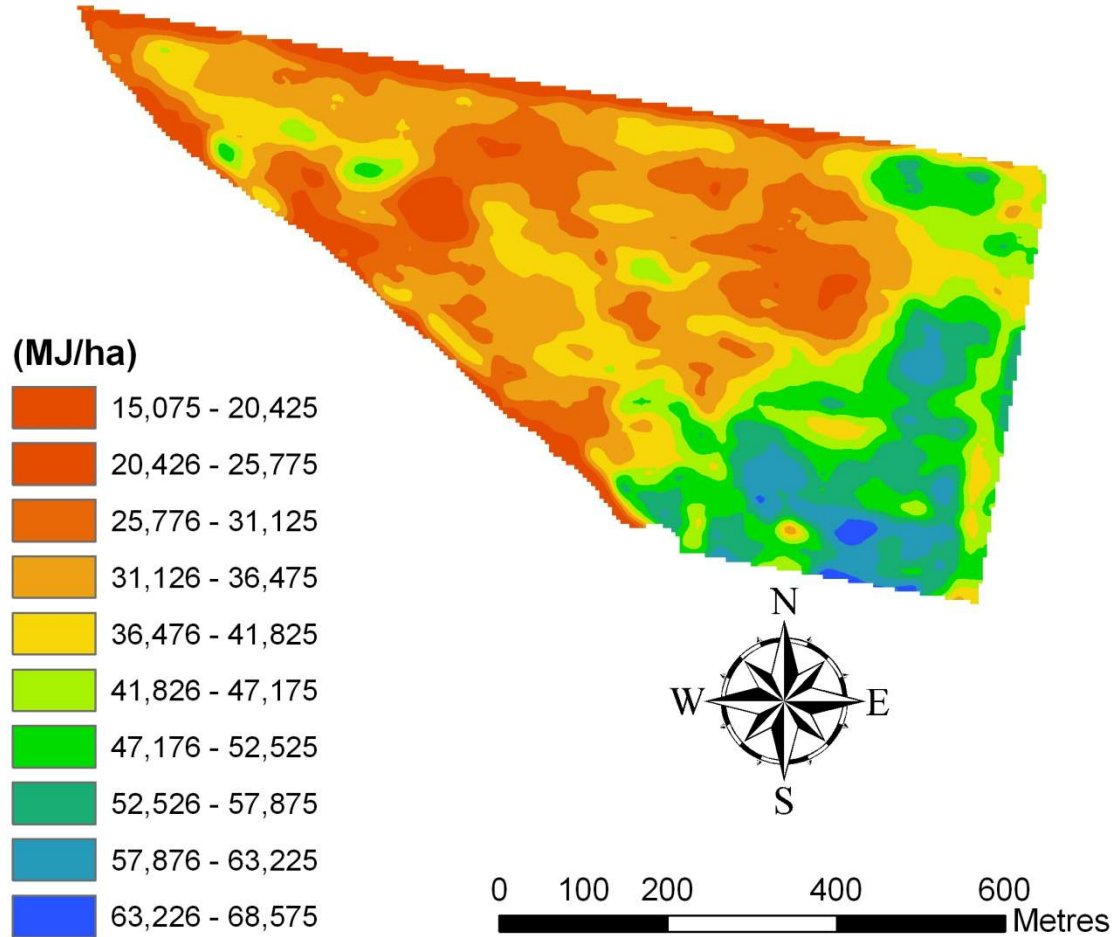 (MJ/ha)
15,075 - 20,425
20,426 - 25,775
25,776 - 31,125
31,126 - 36,475
36,476 - 41,825
41,826 - 47,175
47,176 - 52,525
52,526 - 57,875
57,876 - 63,225
63,226 - 68,575
N
W E
S
0 100 200 400 600
Metres